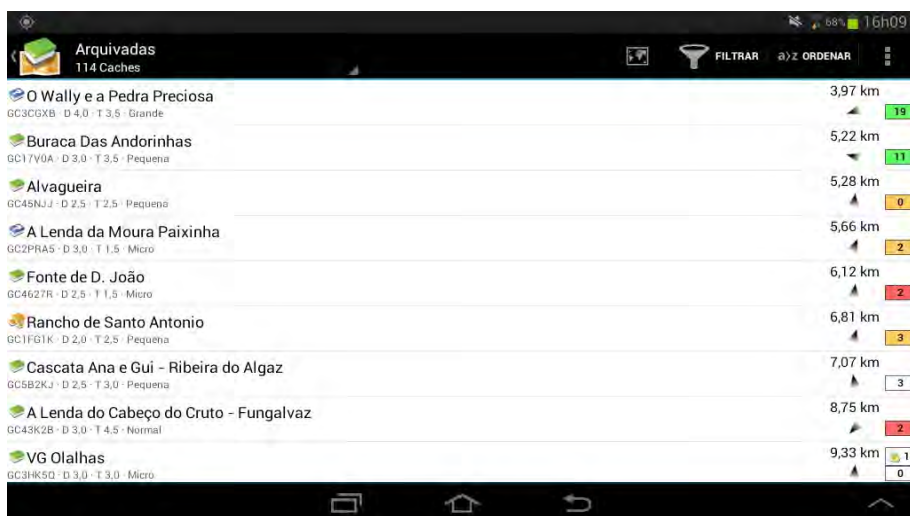 68% 16h09
Arquivadas
114 Caches
FILTRAR a)z ORDENAR
O Wally e a Pedra Preciosa 3,97 km
GC3CGXB · D 4,0 · T 3,5 · Grande 19
Buraca Das Andorinhas 5,22 km
GC17V0A · D 3,0 · T 3,5 · Pequena 11
Alvagueira 5,28 km
GC45NJJ · D 2,5 · T 2,5 · Pequena 0
A Lenda da Moura Paixinha 5,66 km
GC2PRA5 · D 3,0 · T 1,5 · Micro 2
Fonte de D. João 6,12 km
GC4627R · D 2,5 · T 1,5 · Micro 2
Rancho de Santo Antonio 6,81 km
GC1FG1K · D 2,0 · T 2,5 · Pequena 3
Cascata Ana e Gui - Ribeira do Algaz 7,07 km
GC5B2KJ · D 2,5 · T 3,0 · Pequena 3
A Lenda do Cabeço do Cruto - Fungalvaz 8,75 km
GC43K2B · D 3,0 · T 4,5 · Normal 2
VG Olalhas 9,33 km 1
GC3HK5Q · D 3,0 · T 3,0 · Micro 0